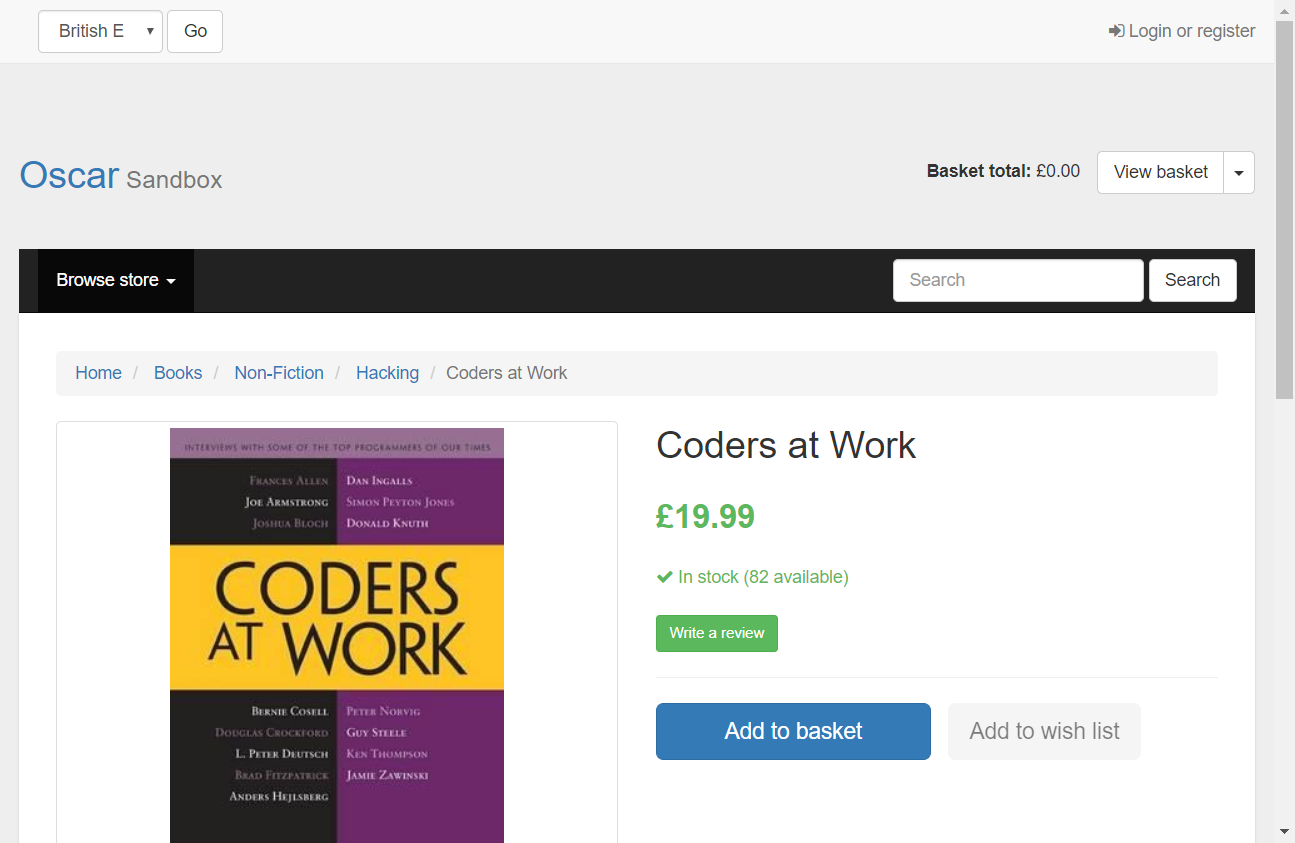 British E
Go
Login or register
Oscar Sandbox
Basket total: £0.00
View basket
Browse store
Search
Search
Home / Books / Non-Fiction / Hacking / Coders at Work
INTERVIEWS WITH SOME OF THE TOP PROGRAMMERS OF OUR TIMES
FRANCES ALLEN
JOE ARMSTRONG
JOSHUA BLOCH
DAN INGALLS
SIMON PEYTON JONES
DONALD KNUTH
CODERS
AT WORK
BERNIE COSELL
DOUGLAS CROCKFORD
L. PETER DEUTSCH
BRAD FITZPATRICK
ANDERS HEJLSBERG
PETER NORVIG
GUY STEELE
KEN THOMPSON
JAMIE ZAWINSKI
Coders at Work
£19.99
In stock (82 available)
Write a review
Add to basket
Add to wish list